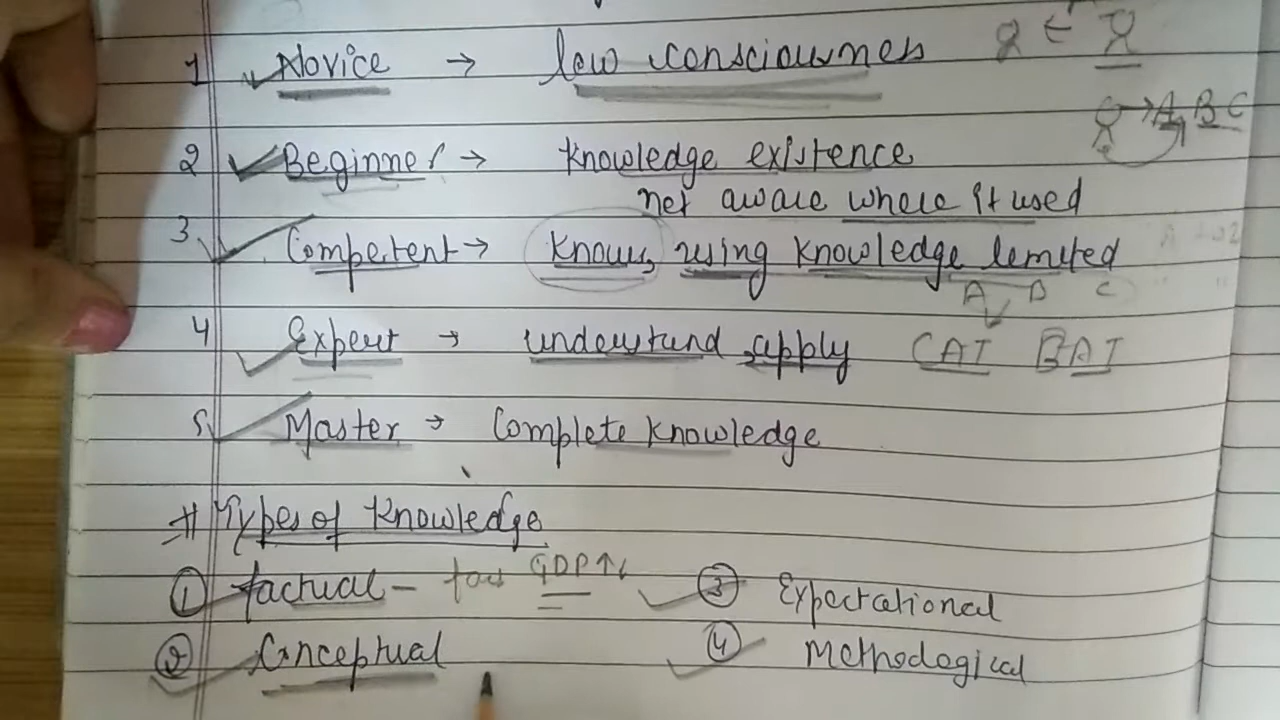 1 Novice → low consciousness
2 Beginner → Knowledge existence
not aware where it used
3. Competent → Knows, using knowledge limited
A B C
4 Expert → understand, apply CAT BAT
5. Master → Complete knowledge
# Types of Knowledge
① factual - GDP↑↓ ③ Expectational
② Conceptual ④ Methodogical